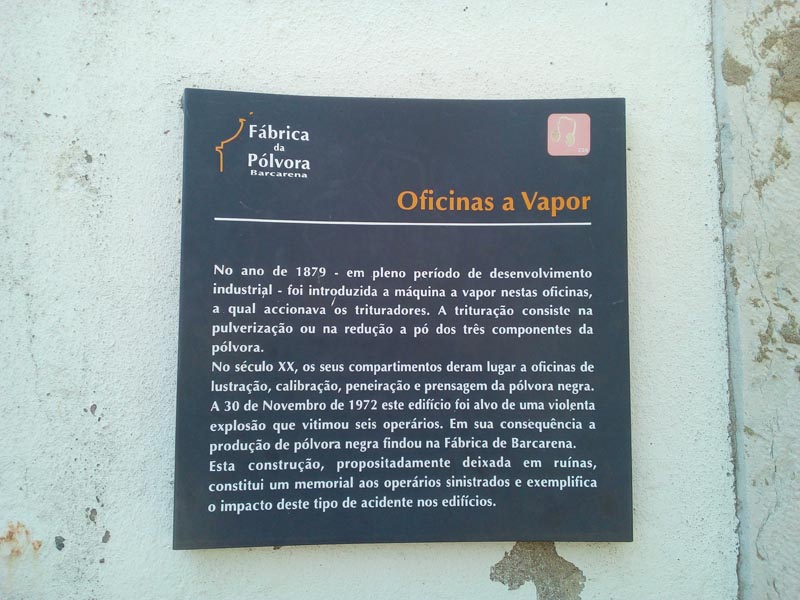 Fábrica
da
Pólvora
Barcarena
Oficinas a Vapor
No ano de 1879 - em pleno período de desenvolvimento
industrial - foi introduzida a máquina a vapor nestas oficinas,
a qual accionava os trituradores. A trituração consiste na
pulverização ou na redução a pó dos três componentes da
pólvora.
No século XX, os seus compartimentos deram lugar a oficinas de
lustração, calibração, peneiração e prensagem da pólvora negra.
A 30 de Novembro de 1972 este edifício foi alvo de uma violenta
explosão que vitimou seis operários. Em sua consequência a
produção de pólvora negra findou na Fábrica de Barcarena.
Esta construção, propositadamente deixada em ruínas,
constitui um memorial aos operários sinistrados e exemplifica
o impacto deste tipo de acidente nos edifícios.